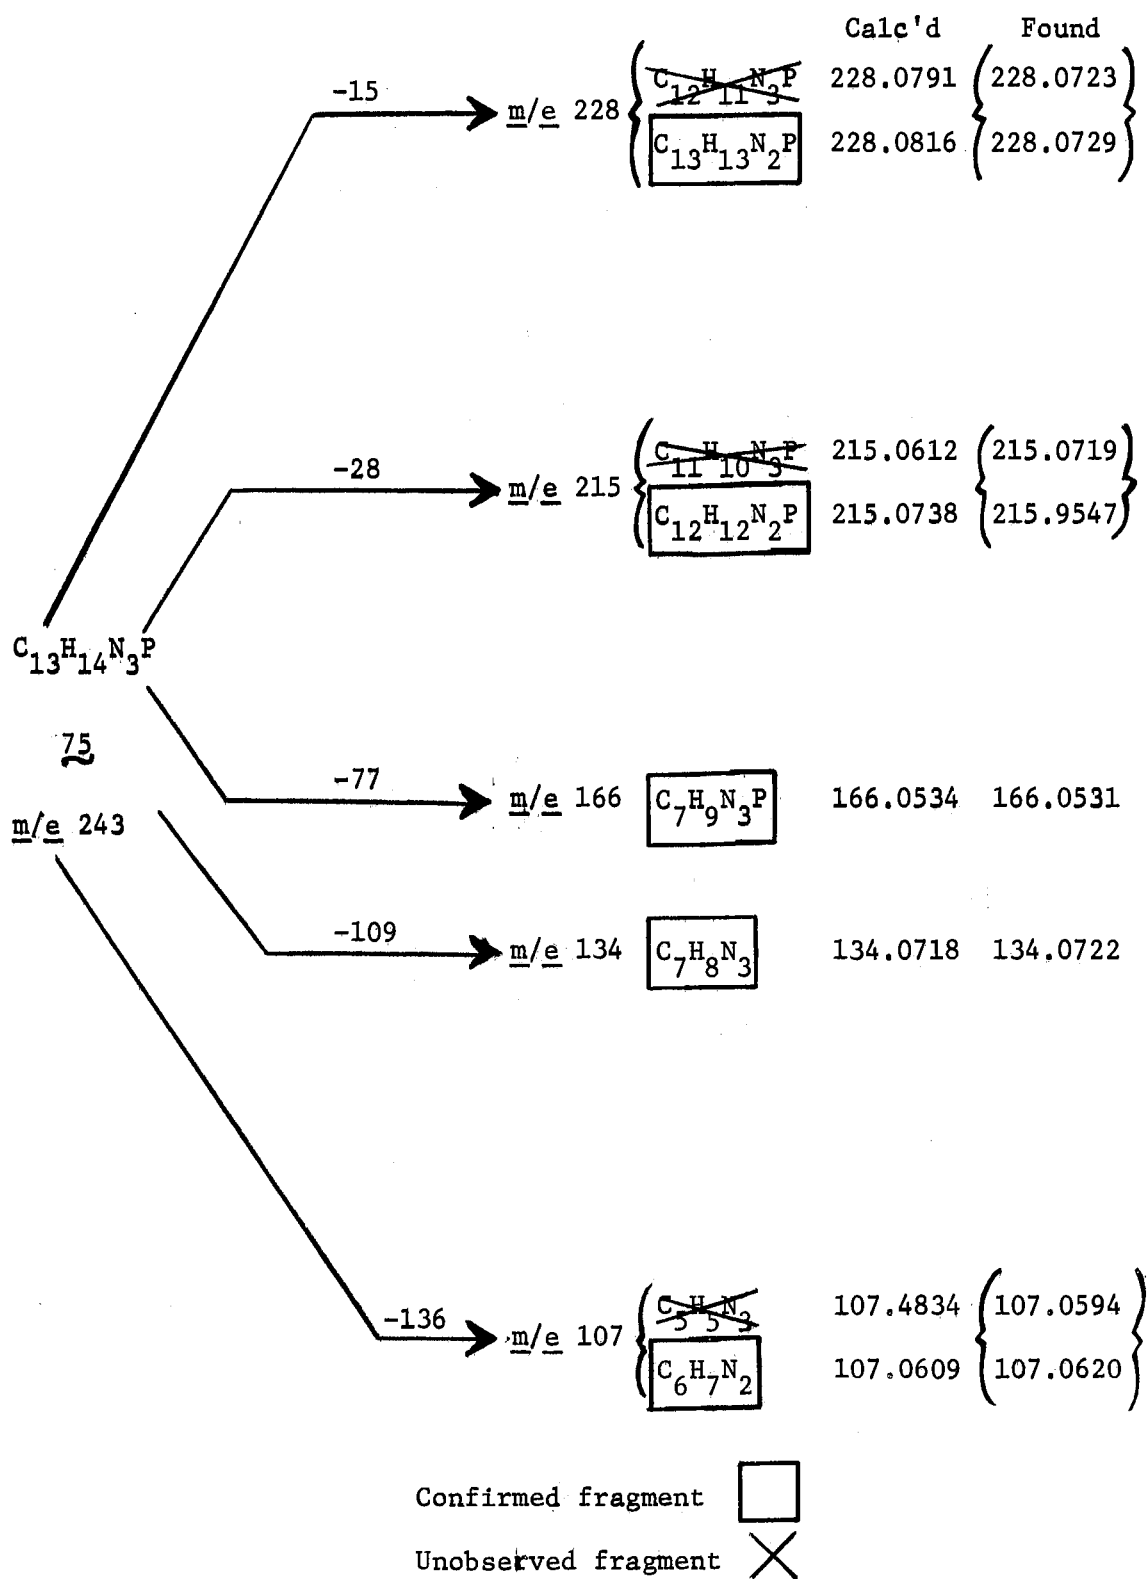 Calc'd Found
-15 m/e 228 C12H11N3P 228.0791 228.0723
C13H13N2P 228.0816 228.0729
-28 m/e 215 C11H10N3P 215.0612 215.0719
C12H12N2P 215.0738 215.9547
C13H14N3P
75
-77 m/e 166 C7H9N3P 166.0534 166.0531
m/e 243
-109 m/e 134 C7H8N3 134.0718 134.0722
-136 m/e 107 C5H5N3 107.4834 107.0594
C6H7N2 107.0609 107.0620
Confirmed fragment
Unobserved fragment